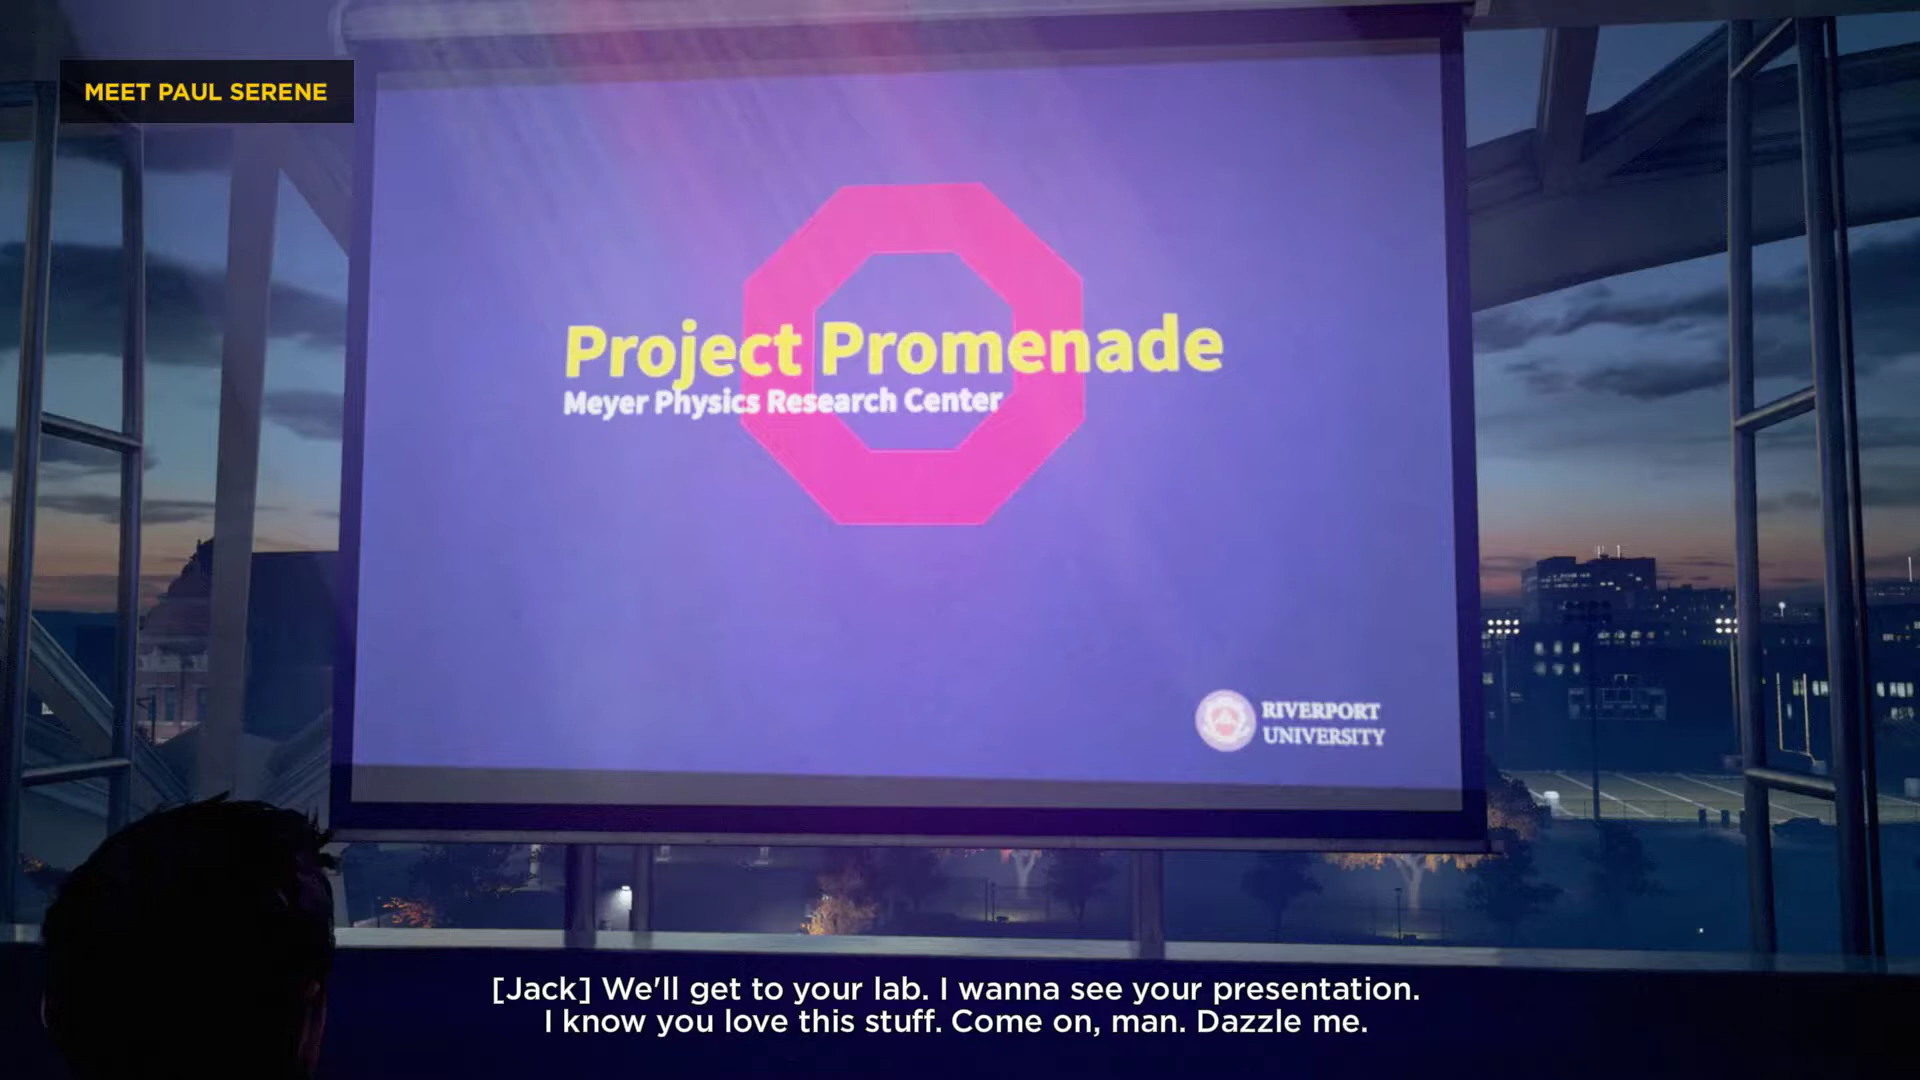 MEET PAUL SERENE
Project Promenade
Meyer Physics Research Center
RIVERPORT
UNIVERSITY
[Jack] We'll get to your lab. I wanna see your presentation.
I know you love this stuff. Come on, man. Dazzle me.